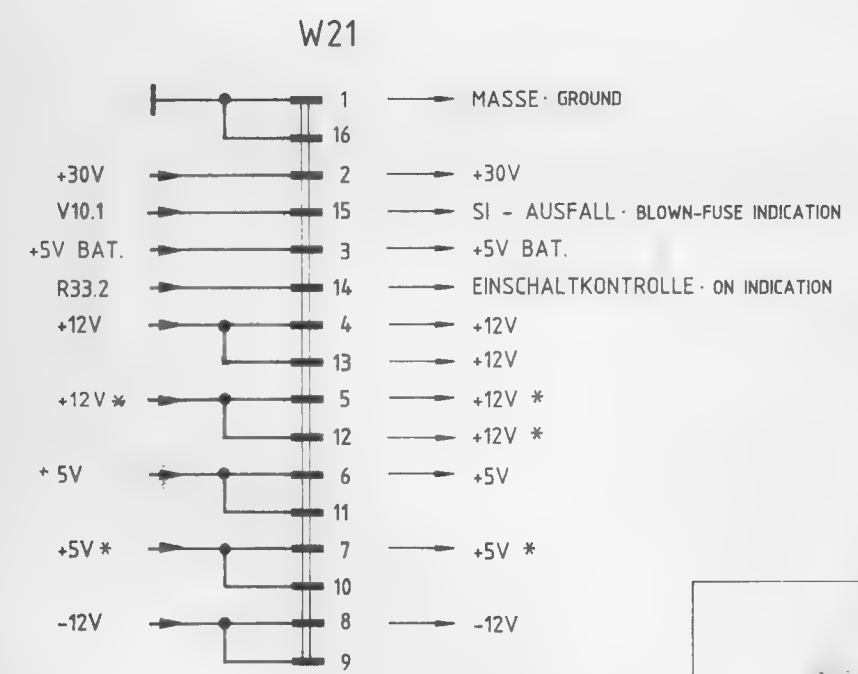 W21
1 MASSE · GROUND
16
+30V 2 +30V
V10.1 15 SI - AUSFALL · BLOWN-FUSE INDICATION
+5V BAT. 3 +5V BAT.
R33.2 14 EINSCHALTKONTROLLE · ON INDICATION
+12V 4 +12V
13 +12V
+12V * 5 +12V *
12 +12V *
+ 5V 6 +5V
11
+5V * 7 +5V *
10
-12V 8 -12V
9